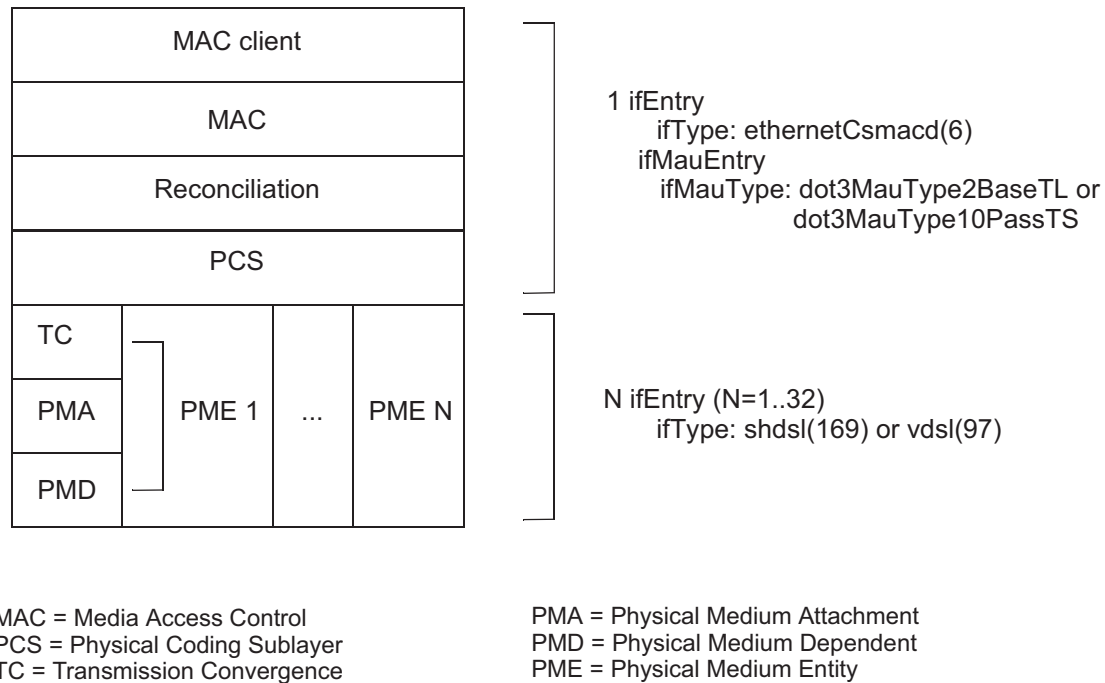 MAC client
MAC
Reconciliation
PCS
TC
PMA
PMD
PME 1
...
PME N
1 ifEntry
ifType: ethernetCsmacd(6)
ifMauEntry
ifMauType: dot3MauType2BaseTL or
dot3MauType10PassTS
N ifEntry (N=1..32)
ifType: shdsl(169) or vdsl(97)
MAC = Media Access Control
PCS = Physical Coding Sublayer
TC = Transmission Convergence
PMA = Physical Medium Attachment
PMD = Physical Medium Dependent
PME = Physical Medium Entity